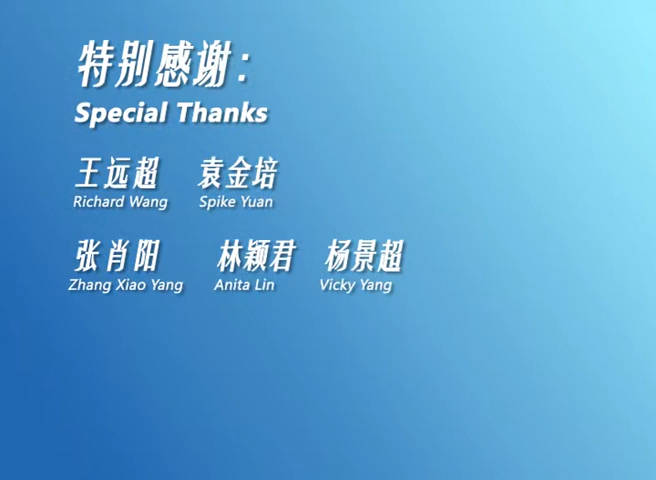 特别感谢：
Special Thanks
王远超 袁金培
Richard Wang Spike Yuan
张肖阳 林颖君 杨景超
Zhang Xiao Yang Anita Lin Vicky Yang